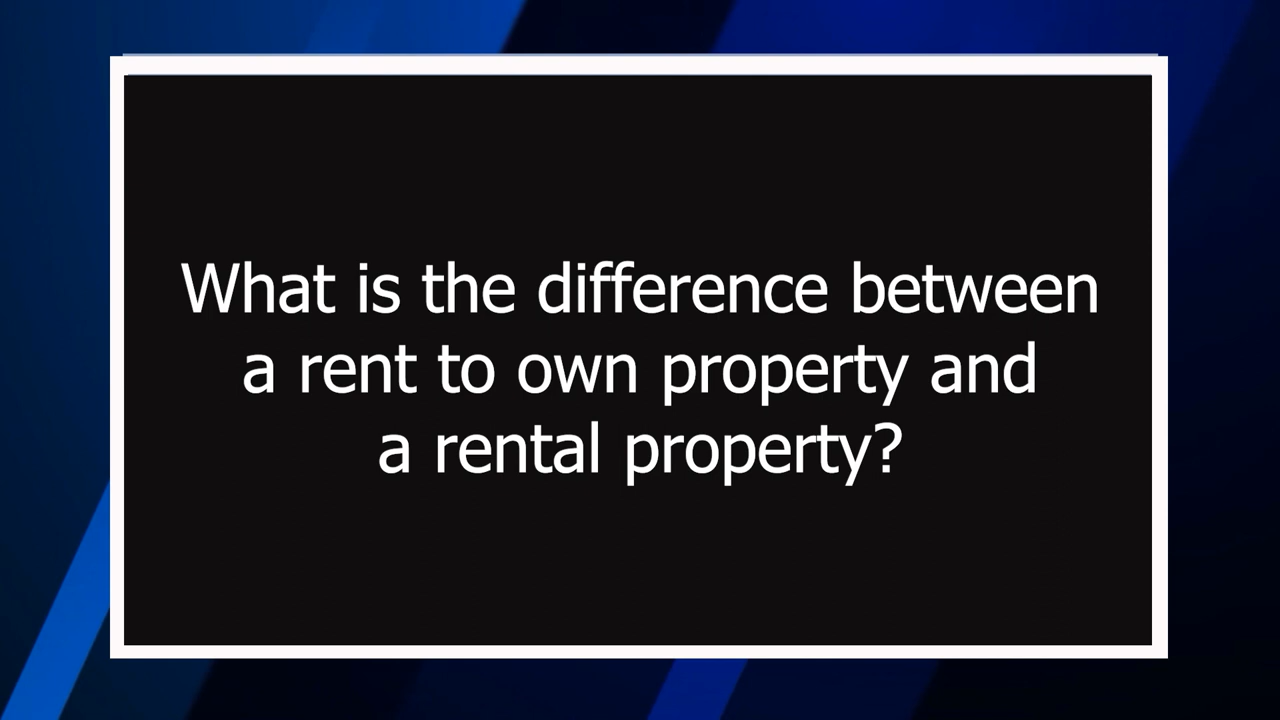 What is the difference between
a rent to own property and
a rental property?